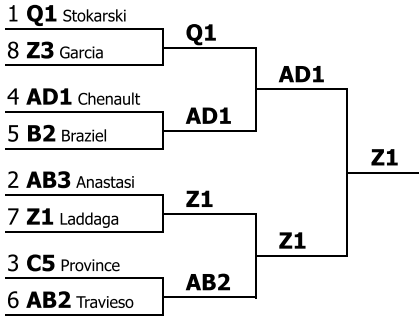 1 Q1 Stokarski
8 Z3 Garcia
4 AD1 Chenault
5 B2 Braziel
2 AB3 Anastasi
7 Z1 Laddaga
3 C5 Province
6 AB2 Travieso
Q1
AD1
Z1
AB2
AD1
Z1
Z1